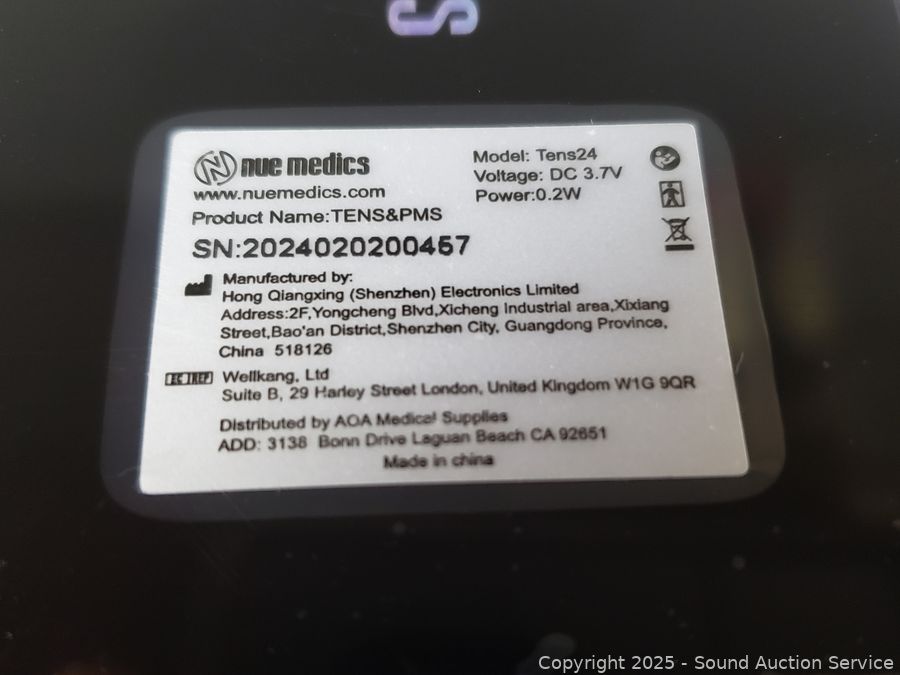 S
nue medics
www.nuemedics.com
Product Name:TENS&PMS
Model: Tens24
Voltage: DC 3.7V
Power:0.2W
SN:2024020200457
Manufactured by:
Hong Qiangxing (Shenzhen) Electronics Limited
Address:2F,Yongcheng Blvd,Xicheng Industrial area,Xixiang
Street,Bao'an District,Shenzhen City, Guangdong Province,
China 518126
EC REP
Wellkang, Ltd
Suite B, 29 Harley Street London, United Kingdom W1G 9QR
Distributed by AOA Medical Supplies
ADD: 3138 Bonn Drive Laguan Beach CA 92651
Made in china
Copyright 2025 - Sound Auction Service